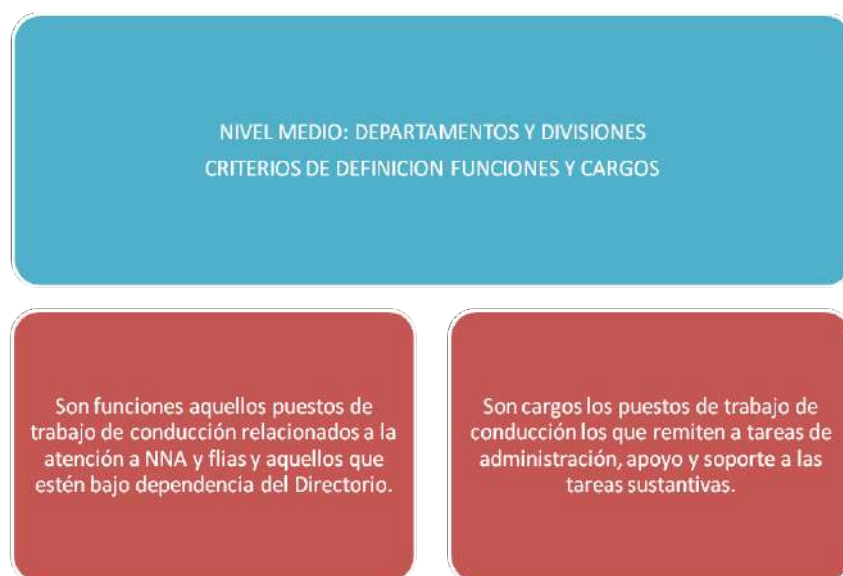 NIVEL MEDIO: DEPARTAMENTOS Y DIVISIONES
CRITERIOS DE DEFINICION FUNCIONES Y CARGOS
Son funciones aquellos puestos de
trabajo de conducción relacionados a la
atención a NNA y flias y aquellos que
estén bajo dependencia del Directorio.
Son cargos los puestos de trabajo de
conducción los que remiten a tareas de
administración, apoyo y soporte a las
tareas sustantivas.